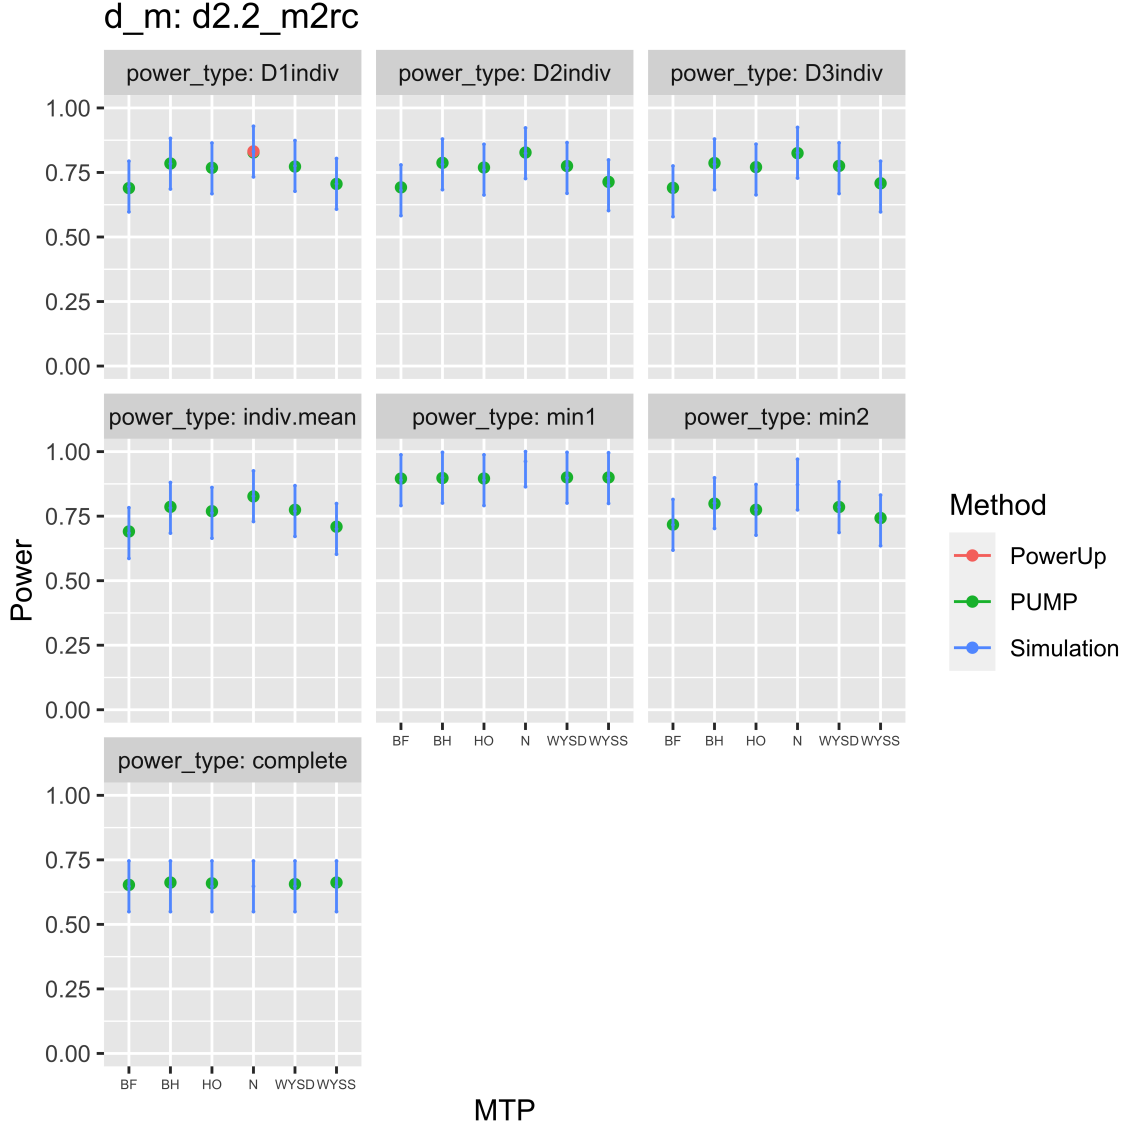 d_m: d2.2_m2rc
power_type: D1indiv
power_type: D2indiv
power_type: D3indiv
1.00
0.75
0.50
0.25
0.00
power_type: indiv.mean
power_type: min1
power_type: min2
1.00
0.75
0.50
0.25
0.00
BF BH HO N WYSD WYSS
BF BH HO N WYSD WYSS
power_type: complete
1.00
0.75
0.50
0.25
0.00
BF BH HO N WYSD WYSS
MTP
Power
Method
PowerUp
PUMP
Simulation